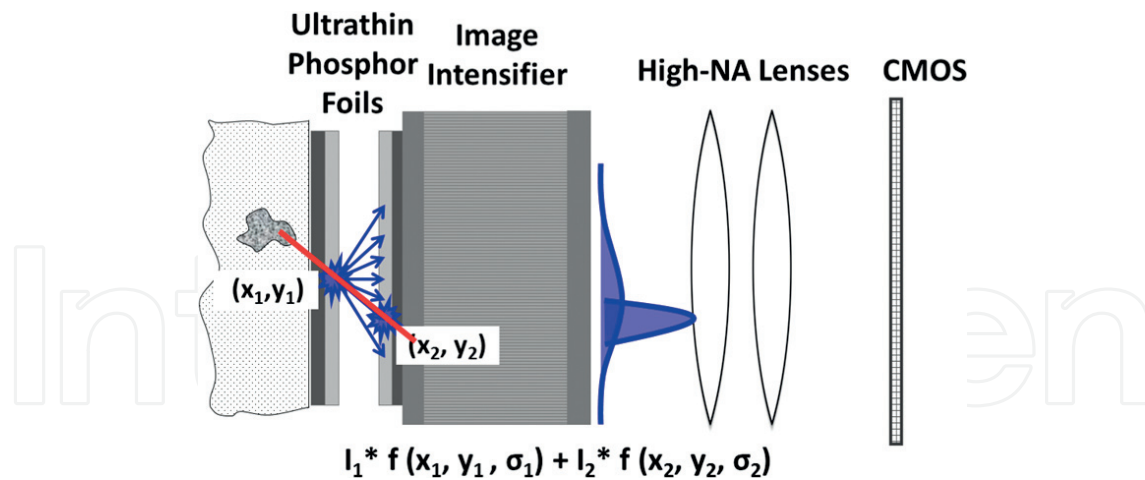 Ultrathin
Phosphor
Foils
Image
Intensifier
High-NA Lenses
CMOS
(x₁,y₁)
(x₂, y₂)
I₁* f (x₁, y₁ , σ₁) + I₂* f (x₂, y₂, σ₂)